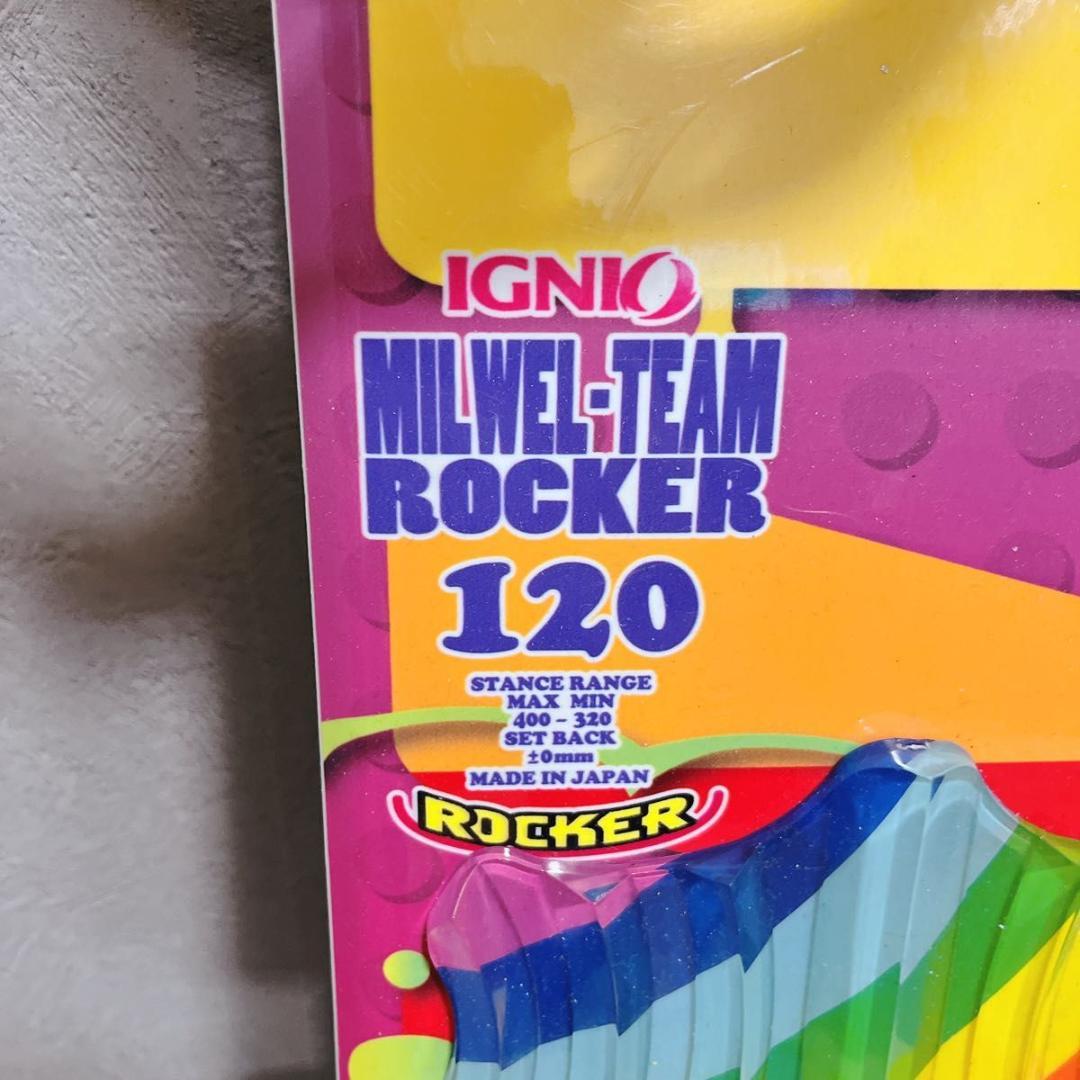 IGNIO
MILWEL-TEAM
ROCKER
120
STANCE RANGE
MAX MIN
400 - 320
SET BACK
±0mm
MADE IN JAPAN
ROCKER